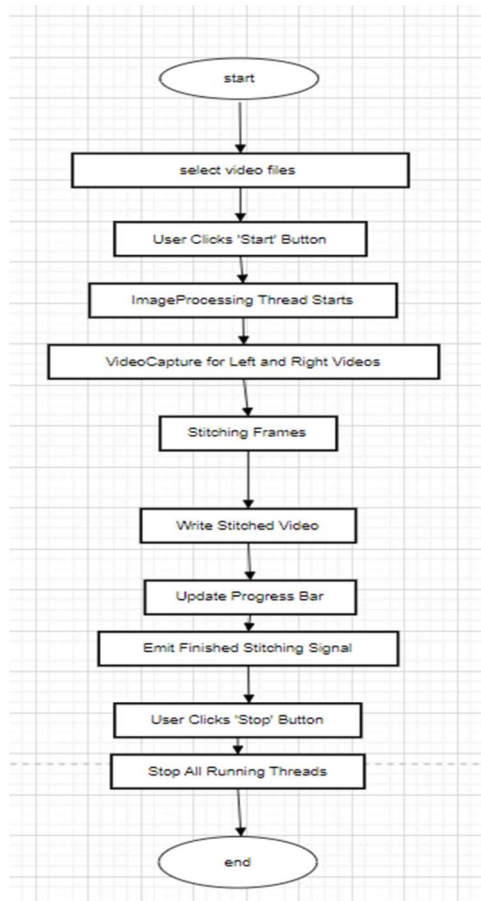 start
select video files
User Clicks 'Start' Button
ImageProcessing Thread Starts
VideoCapture for Left and Right Videos
Stitching Frames
Write Stitched Video
Update Progress Bar
Emit Finished Stitching Signal
User Clicks 'Stop' Button
Stop All Running Threads
end